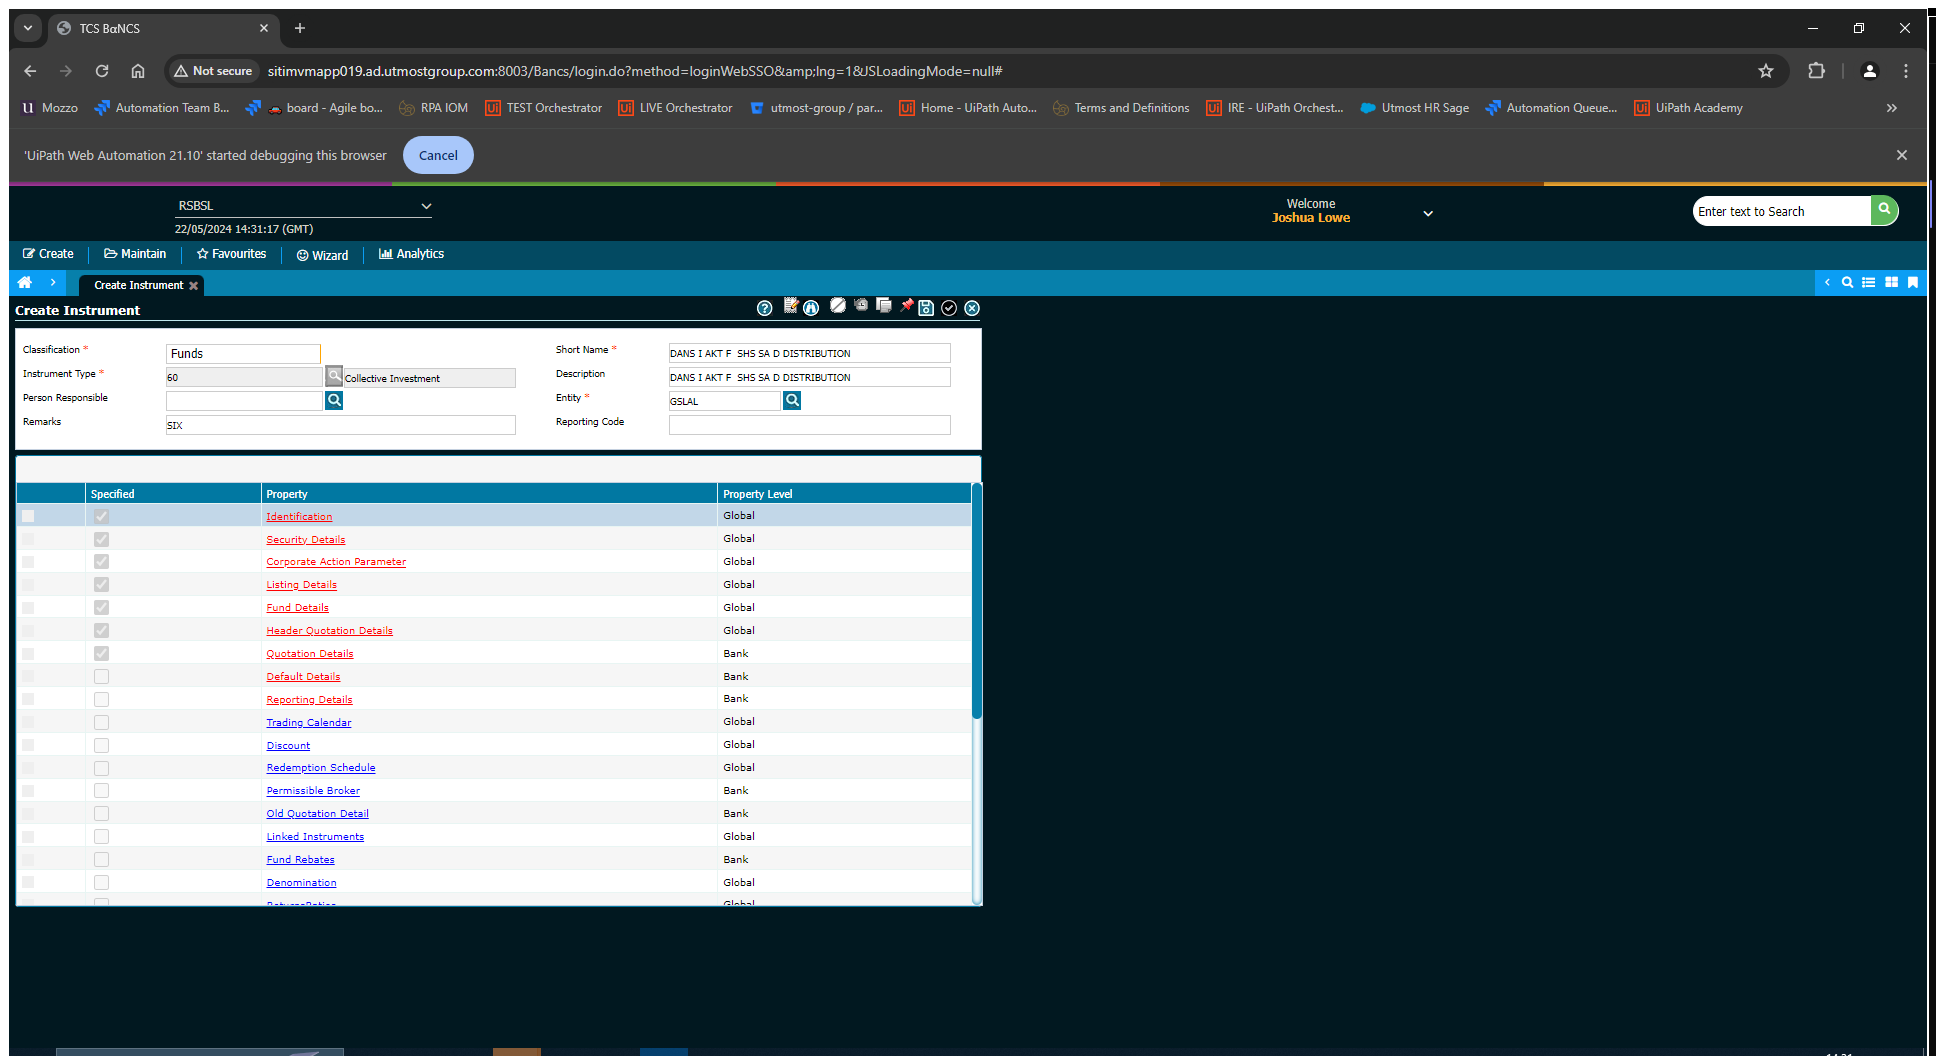 TCS BαNCS
Not secure
sitimvmapp019.ad.utmostgroup.com:8003/Bancs/login.do?method=loginWebSSO&amp;lng=1&JSLoadingMode=null#
Mozzo
Automation Team B...
board - Agile bo...
RPA IOM
TEST Orchestrator
LIVE Orchestrator
utmost-group / par...
Home - UiPath Auto...
Terms and Definitions
IRE - UiPath Orchest...
Utmost HR Sage
Automation Queue...
UiPath Academy
'UiPath Web Automation 21.10' started debugging this browser
Cancel
RSBSL
22/05/2024 14:31:17 (GMT)
Welcome
Joshua Lowe
Enter text to Search
Create
Maintain
Favourites
Wizard
Analytics
Create Instrument
Create Instrument
Classification * Funds
Short Name * DANS I AKT F  SHS SA D DISTRIBUTION
Instrument Type * 60 Collective Investment
Description DANS I AKT F  SHS SA D DISTRIBUTION
Person Responsible
Entity * GSLAL
Remarks SIX
Reporting Code
Specified Property Property Level
Identification Global
Security Details Global
Corporate Action Parameter Global
Listing Details Global
Fund Details Global
Header Quotation Details Global
Quotation Details Bank
Default Details Bank
Reporting Details Bank
Trading Calendar Global
Discount Global
Redemption Schedule Global
Permissible Broker Bank
Old Quotation Detail Bank
Linked Instruments Global
Fund Rebates Bank
Denomination Global
Global